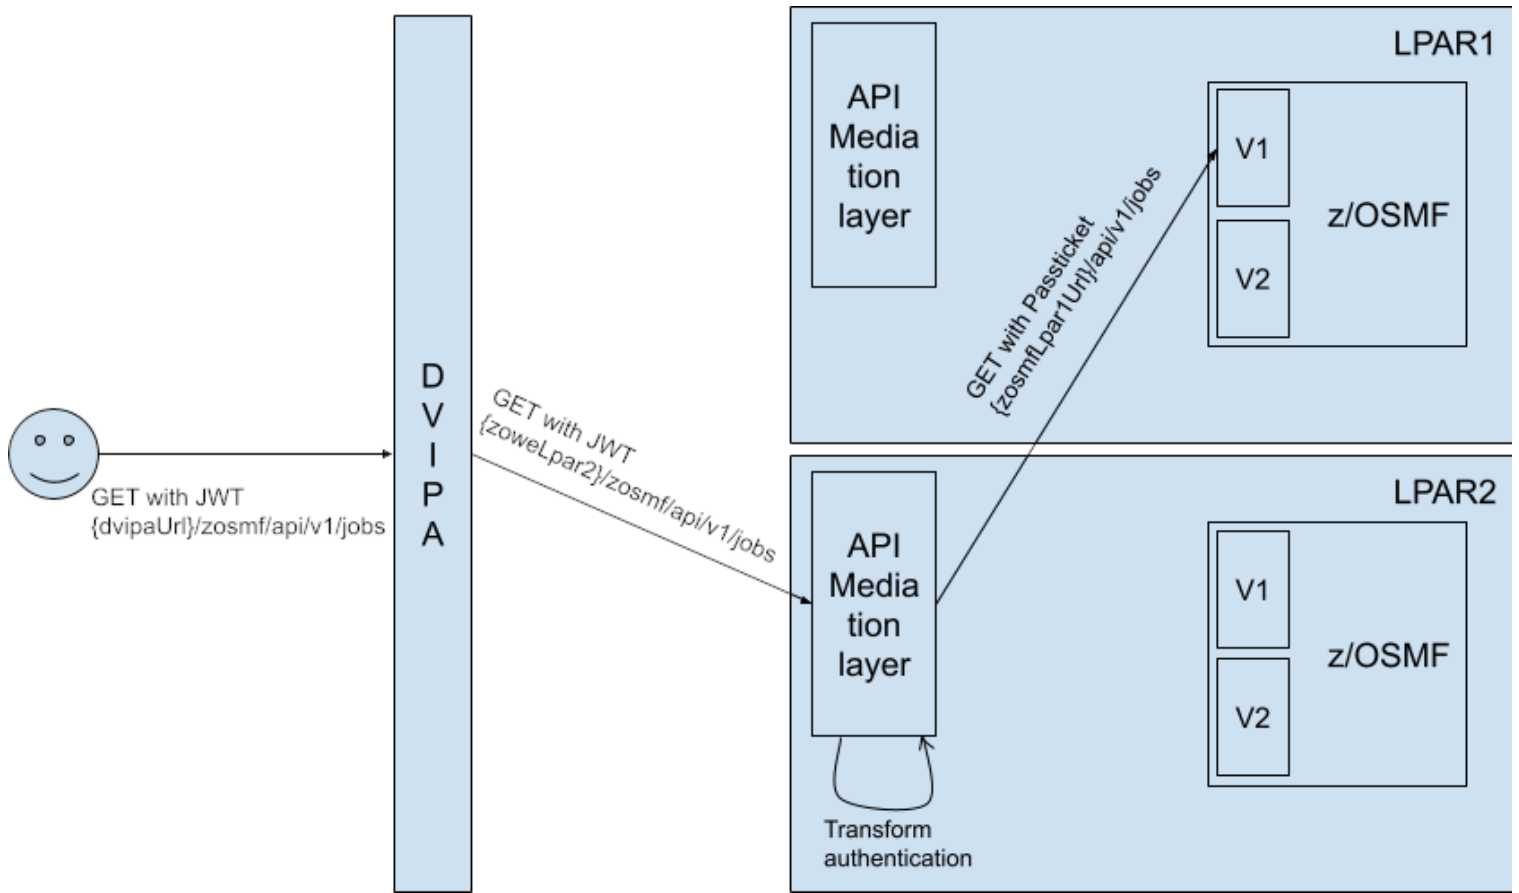 GET with JWT
{dvipaUrl}/zosmf/api/v1/jobs
D
V
I
P
A
GET with JWT
{zoweLpar2}/zosmf/api/v1/jobs
LPAR1
API
Media
tion
layer
GET with Passticket
{zosmfLpar1Url}/api/v1/jobs
V1
V2
z/OSMF
LPAR2
API
Media
tion
layer
Transform
authentication
V1
V2
z/OSMF